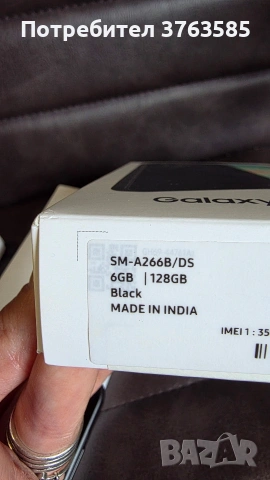 Потребител 3763585
Galaxy
SM-A266B/DS
6GB | 128GB
Black
MADE IN INDIA
IMEI 1 : 35
BAZAR